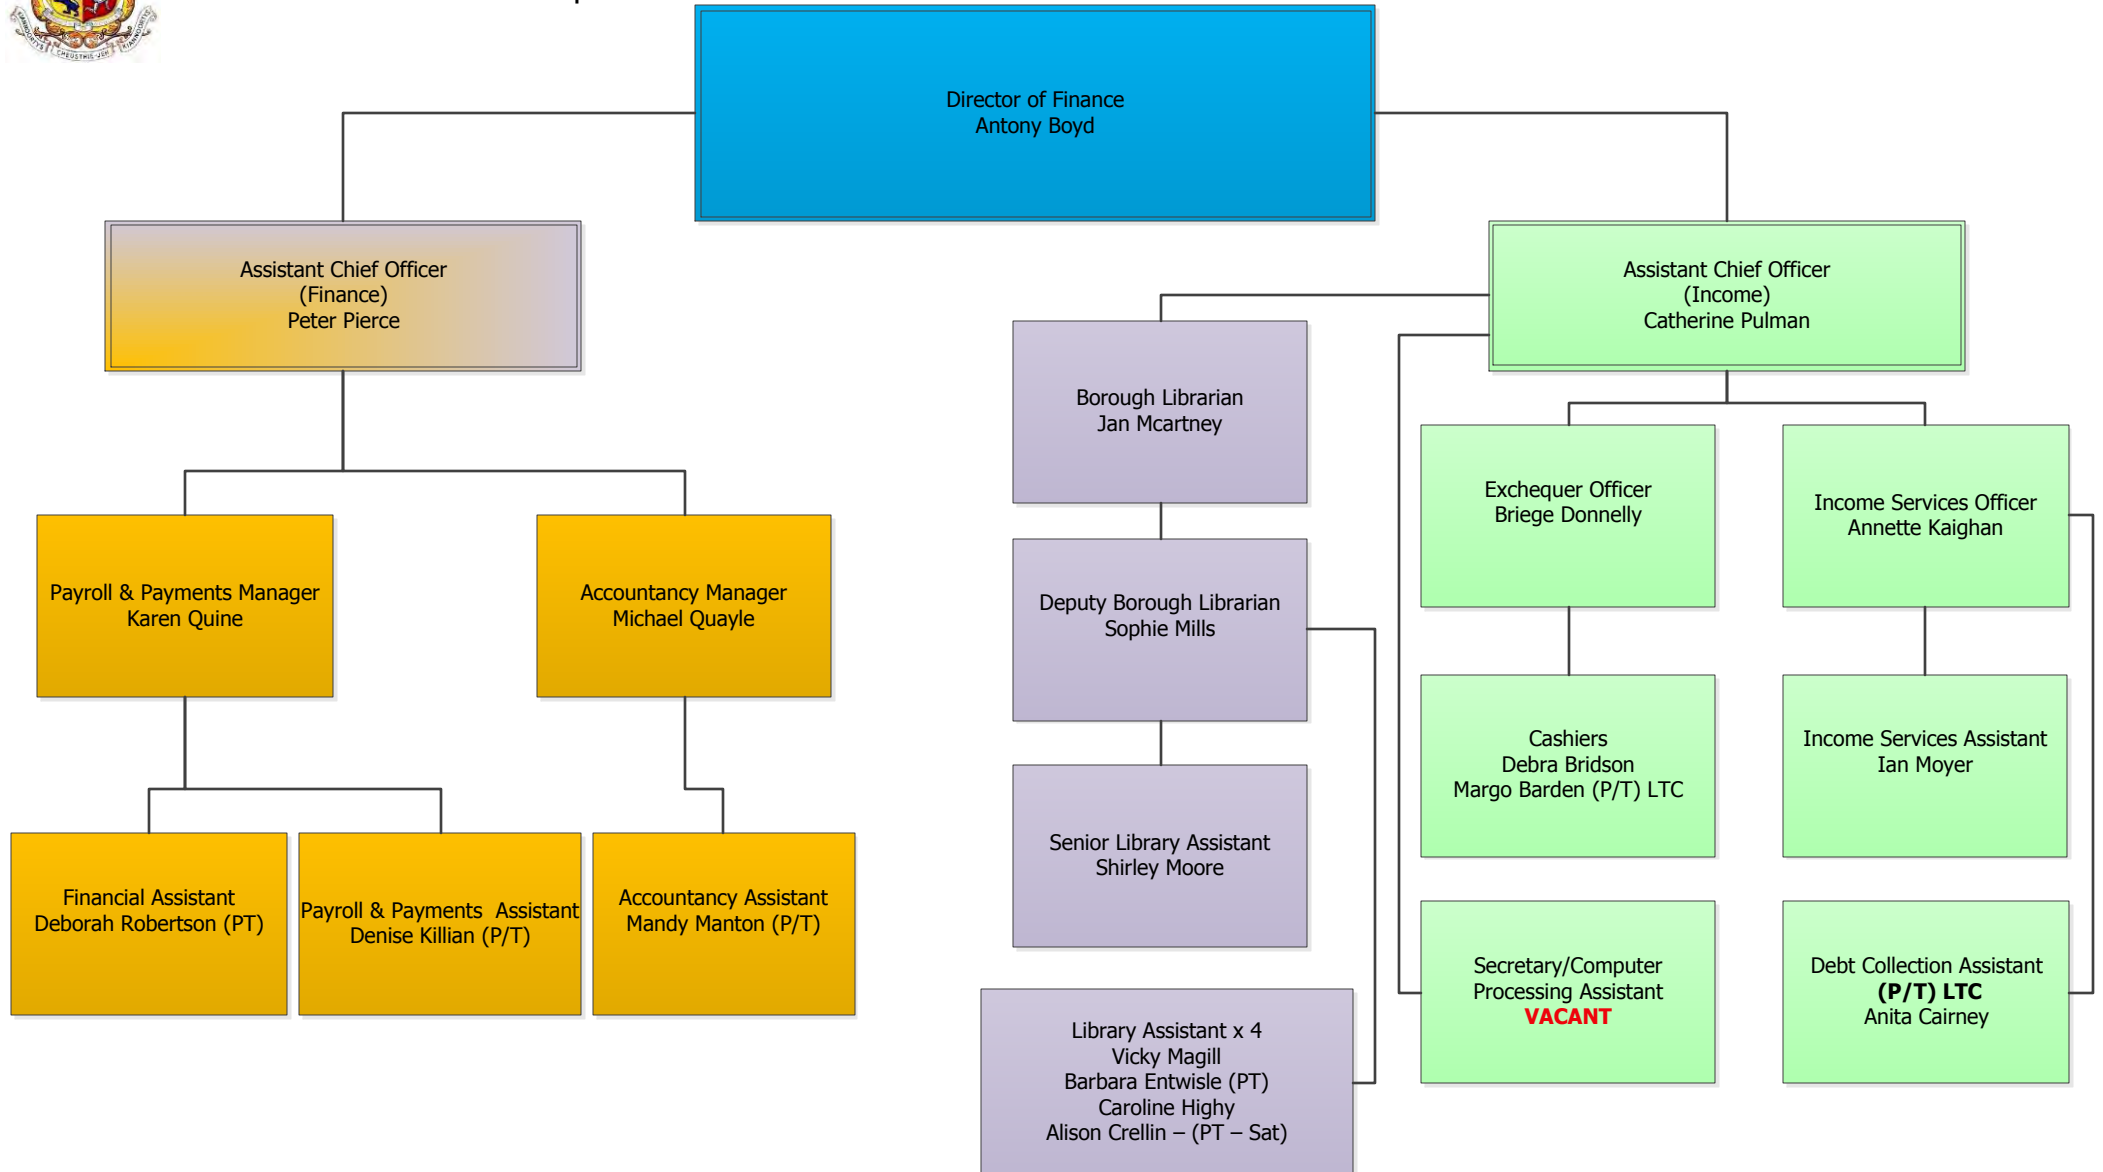 CHEUSTHIS-JEH
Director of Finance
Antony Boyd
Assistant Chief Officer
(Finance)
Peter Pierce
Assistant Chief Officer
(Income)
Catherine Pulman
Borough Librarian
Jan Mcartney
Exchequer Officer
Briege Donnelly
Income Services Officer
Annette Kaighan
Payroll & Payments Manager
Karen Quine
Accountancy Manager
Michael Quayle
Deputy Borough Librarian
Sophie Mills
Cashiers
Debra Bridson
Margo Barden (P/T) LTC
Income Services Assistant
Ian Moyer
Senior Library Assistant
Shirley Moore
Financial Assistant
Deborah Robertson (PT)
Payroll & Payments  Assistant
Denise Killian (P/T)
Accountancy Assistant
Mandy Manton (P/T)
Secretary/Computer
Processing Assistant
VACANT
Debt Collection Assistant
(P/T) LTC
Anita Cairney
Library Assistant x 4
Vicky Magill
Barbara Entwisle (PT)
Caroline Highy
Alison Crellin – (PT – Sat)